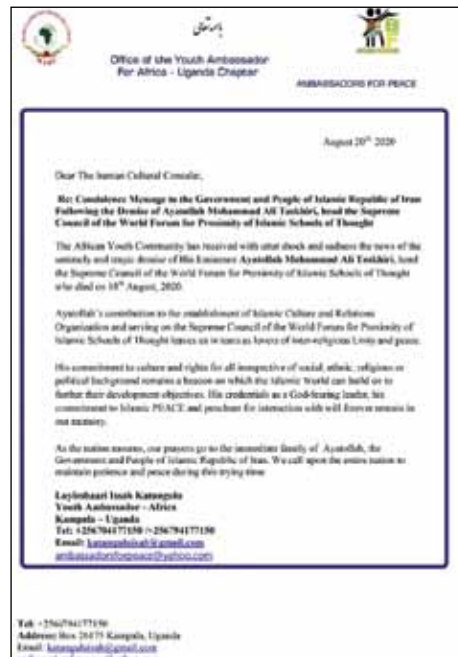 باسمه تعالی
Office of the Youth Ambassador
For Africa - Uganda Chapter
AMBASSADORS FOR PEACE
August 20th 2020
Dear The Cultural
Re: Condolence Message to the Government and People of Islamic Republic of Iran
Following the Demise of Ayatollah Mohammad Ali Taskhiri, head the Supreme
Council of the World Forum for Proximity of Islamic Schools of Thought
The African Youth Community has received with utter shock and sadness the news of the
untimely and tragic demise of His Eminence Ayatollah Mohammad Ali Taskhiri, head
the Supreme Council of the World Forum for Proximity of Islamic Schools of Thought
who died on 18th August, 2020.
Ayatollah's contribution to the establishment of Islamic Culture and Relations
Organization and serving on the Supreme Council of the World Forum for Proximity of
Islamic Schools of Thought leaves us in tears as lovers of inter-religious Unity and peace.
His commitment to culture and rights for all irrespective of social, ethnic, religious or
political background remains a beacon on which the Islamic World can build on to
further their development objectives. His credentials as a God-fearing leader, his
commitment to Islamic PEACE and penchant for interaction with will forever remain in
our memory.
As the nation mourns, our prayers go to the immediate family of Ayatollah, the
Government and People of Islamic Republic of Iran. We call upon the entire nation to
maintain patience and peace during this trying time
Issah Katungulu
Youth Ambassador - Africa
Kampala – Uganda
Tel: +256704177150
Email:
ambassadorsforpeace@yahoo.com
Tel:
Address: Box 26175 Kampala, Uganda
Email: